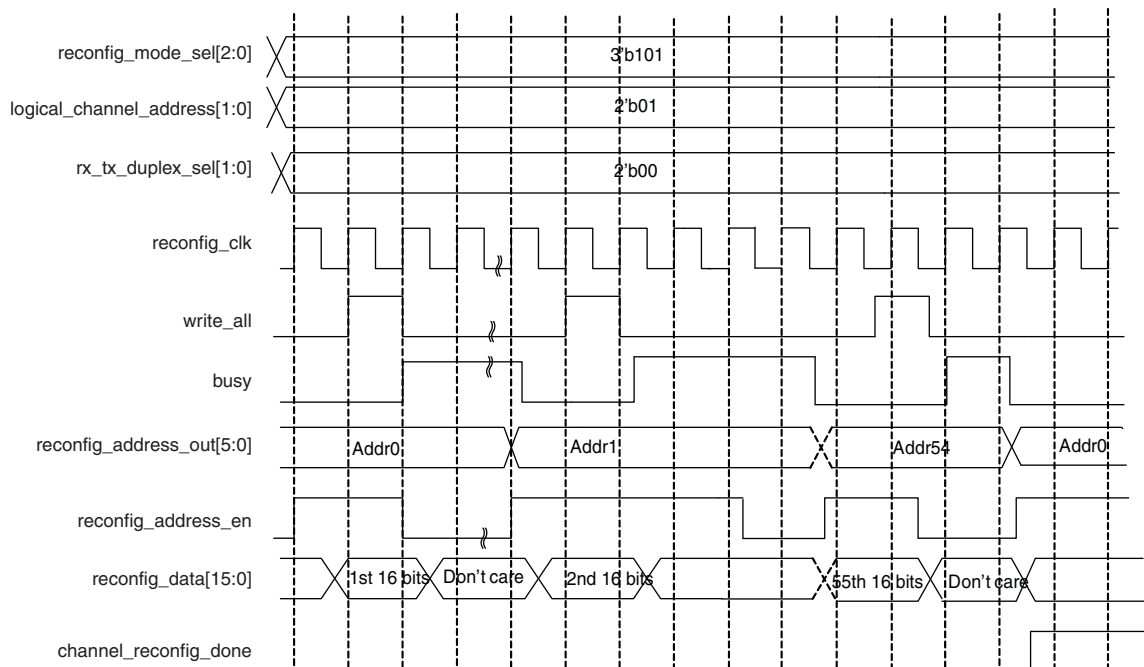 reconfig_mode_sel[2:0]
3'b101
logical_channel_address[1:0]
2'b01
rx_tx_duplex_sel[1:0]
2'b00
reconfig_clk
write_all
busy
reconfig_address_out[5:0]
Addr0
Addr1
Addr54
Addr0
reconfig_address_en
reconfig_data[15:0]
1st 16 bits
Don't care
2nd 16 bits
55th 16 bits
Don't care
channel_reconfig_done